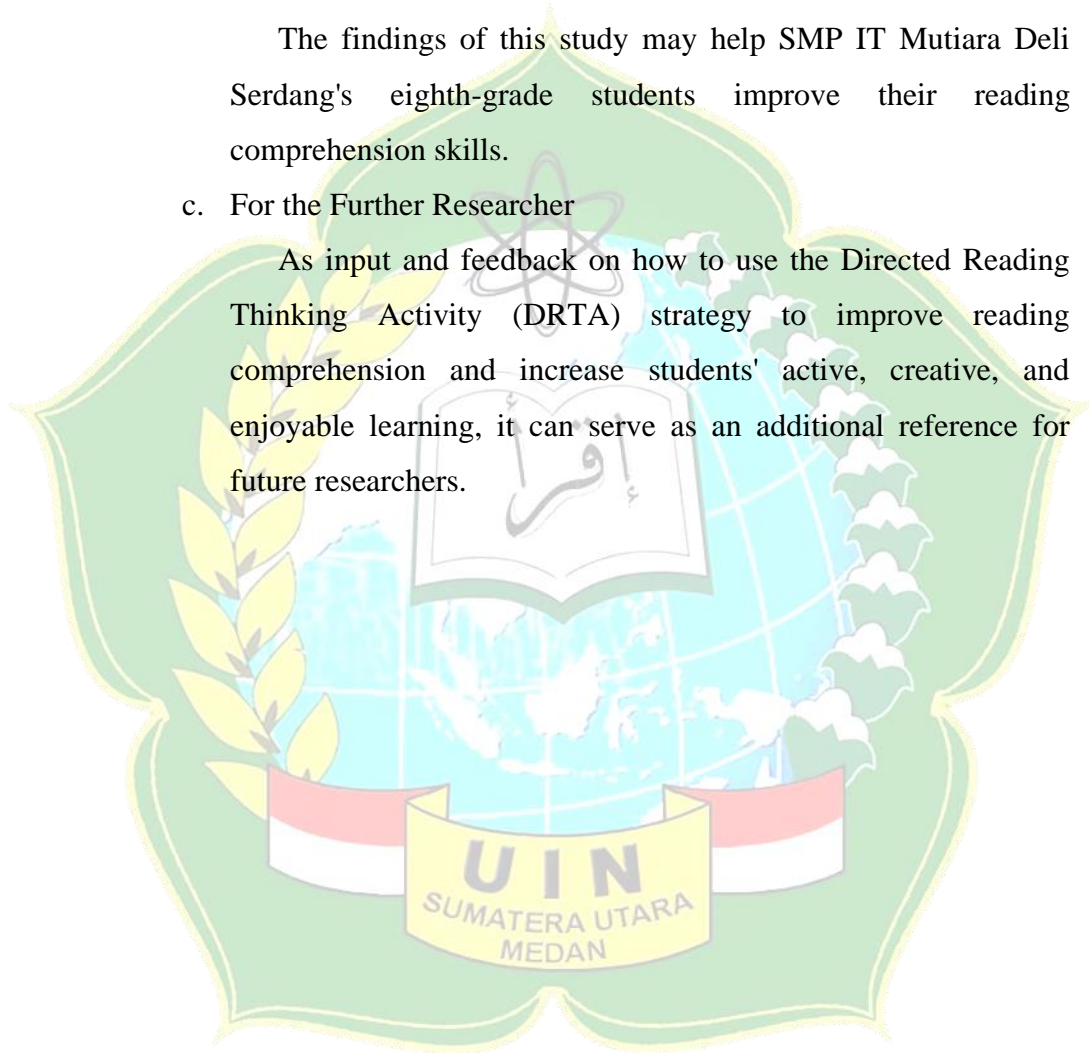 The findings of this study may help SMP IT Mutiara Deli
Serdang's eighth-grade students improve their reading
comprehension skills.
c. For the Further Researcher
As input and feedback on how to use the Directed Reading
Thinking Activity (DRTA) strategy to improve reading
comprehension and increase students' active, creative, and
enjoyable learning, it can serve as an additional reference for
future researchers.
إقرأ
UIN
SUMATERA UTARA
MEDAN